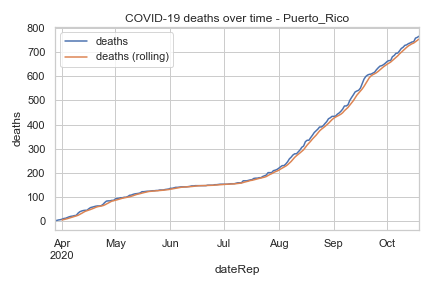 COVID-19 deaths over time - Puerto_Rico
deaths
deaths (rolling)
800
700
600
500
400
300
200
100
0
deaths
Apr May Jun Jul Aug Sep Oct
2020
dateRep